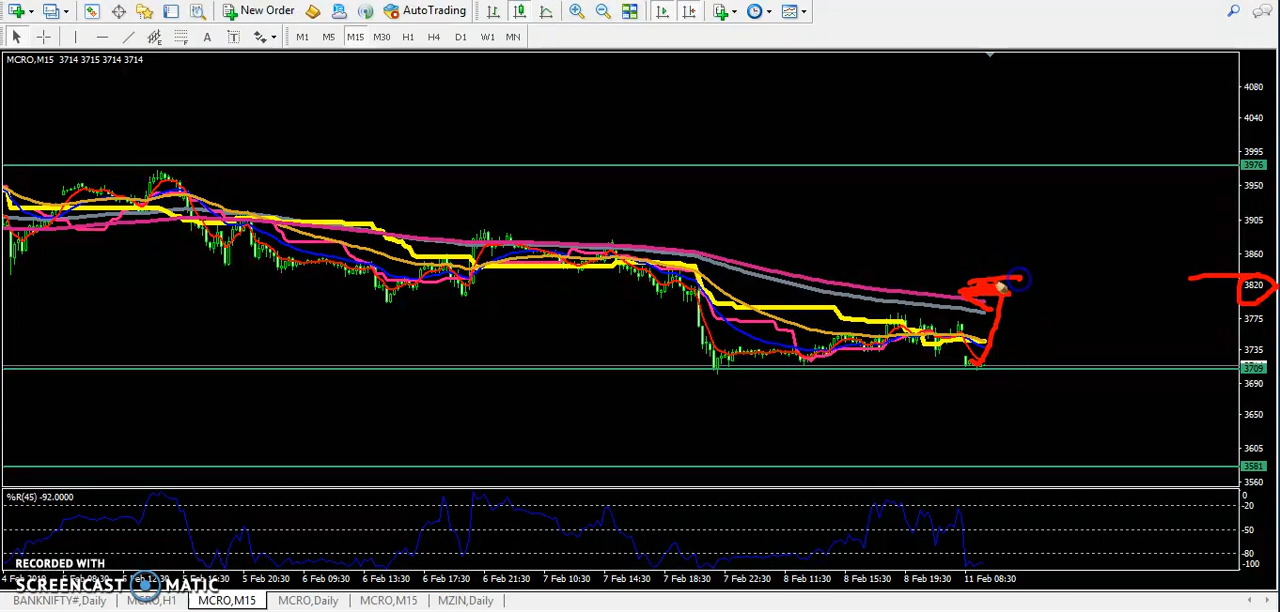 New Order AutoTrading
A T M1 M5 M15 M30 H1 H4 D1 W1 MN
MCRO,M15 3714 3715 3714 3714
4080
4040
3995
3976
3950
3905
3860
3820
3775
3735
3709
3690
3650
3605
3581
3560
%R(45) -92.0000
0
-20
-50
-80
-100
RECORDED WITH
SCREENCAST MATIC
5 Feb 20:30 6 Feb 09:30 6 Feb 13:30 6 Feb 17:30 6 Feb 21:30 7 Feb 10:30 7 Feb 14:30 7 Feb 18:30 7 Feb 22:30 8 Feb 11:30 8 Feb 15:30 8 Feb 19:30 11 Feb 08:30
BANKNIFTY#,Daily MCRO,H1 MCRO,M15 MCRO,Daily MCRO,M15 MZIN,Daily